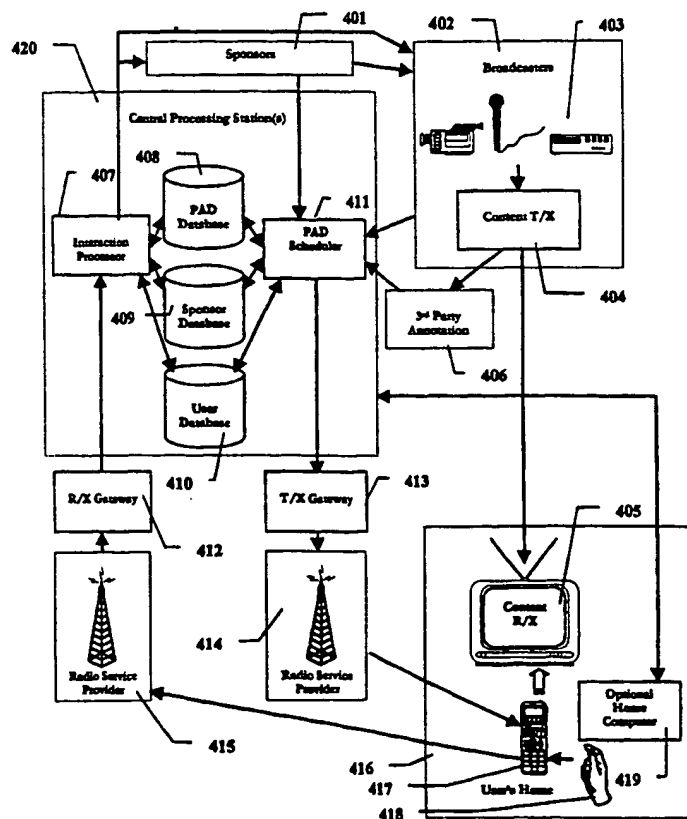 401
402
403
420
Sponsors
Broadcasters
Central Processing Station(s)
408
407
PAD
Database
411
PAD
Scheduler
Interaction
Processor
Content T/X
409
Sponsor
Database
404
3rd Party
Annotation
406
User
Database
410
413
R/X Gateway
T/X Gateway
412
405
Content
R/X
414
Radio Service
Provider
Radio Service
Provider
Optional
Home
Computer
415
416
417
User's Home
419
418